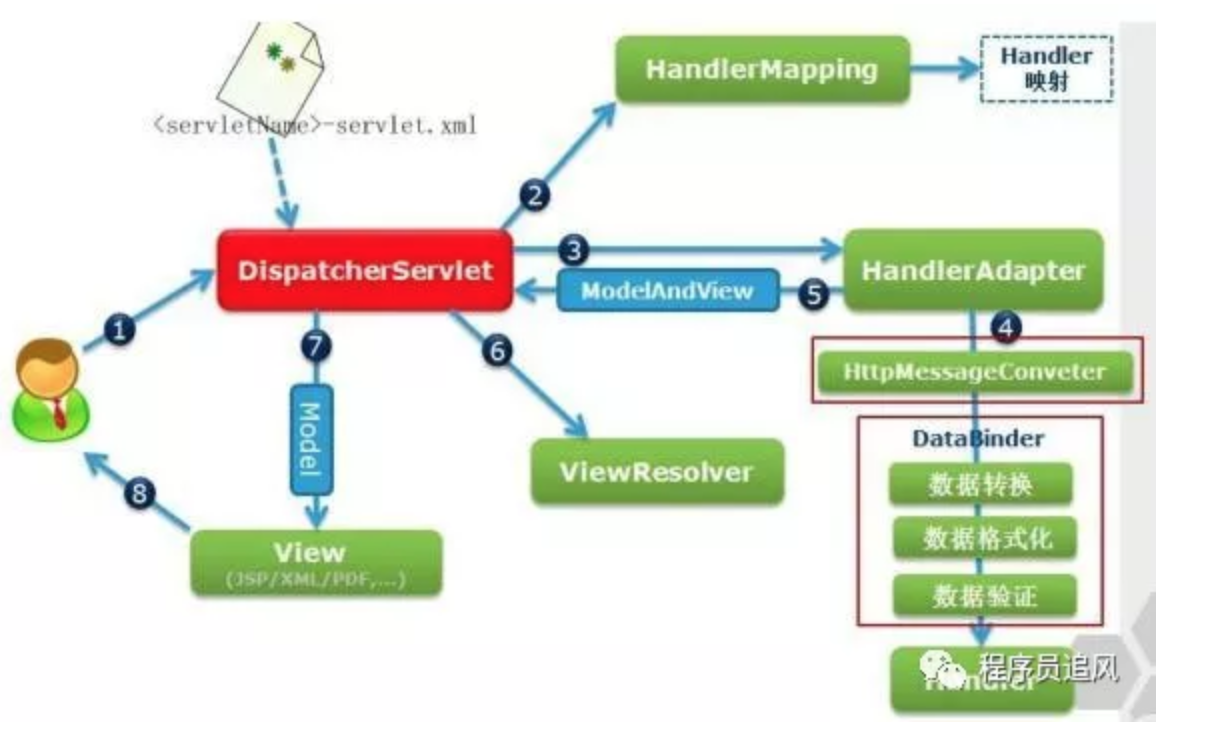 <servletName>-servlet.xml
HandlerMapping
Handler
映射
2
DispatcherServlet
3
HandlerAdapter
ModelAndView
5
1
7
6
4
HttpMessageConveter
Model
DataBinder
ViewResolver
数据转换
8
数据格式化
View
(JSP/XML/PDF,...)
数据验证
程序员追风
Handler